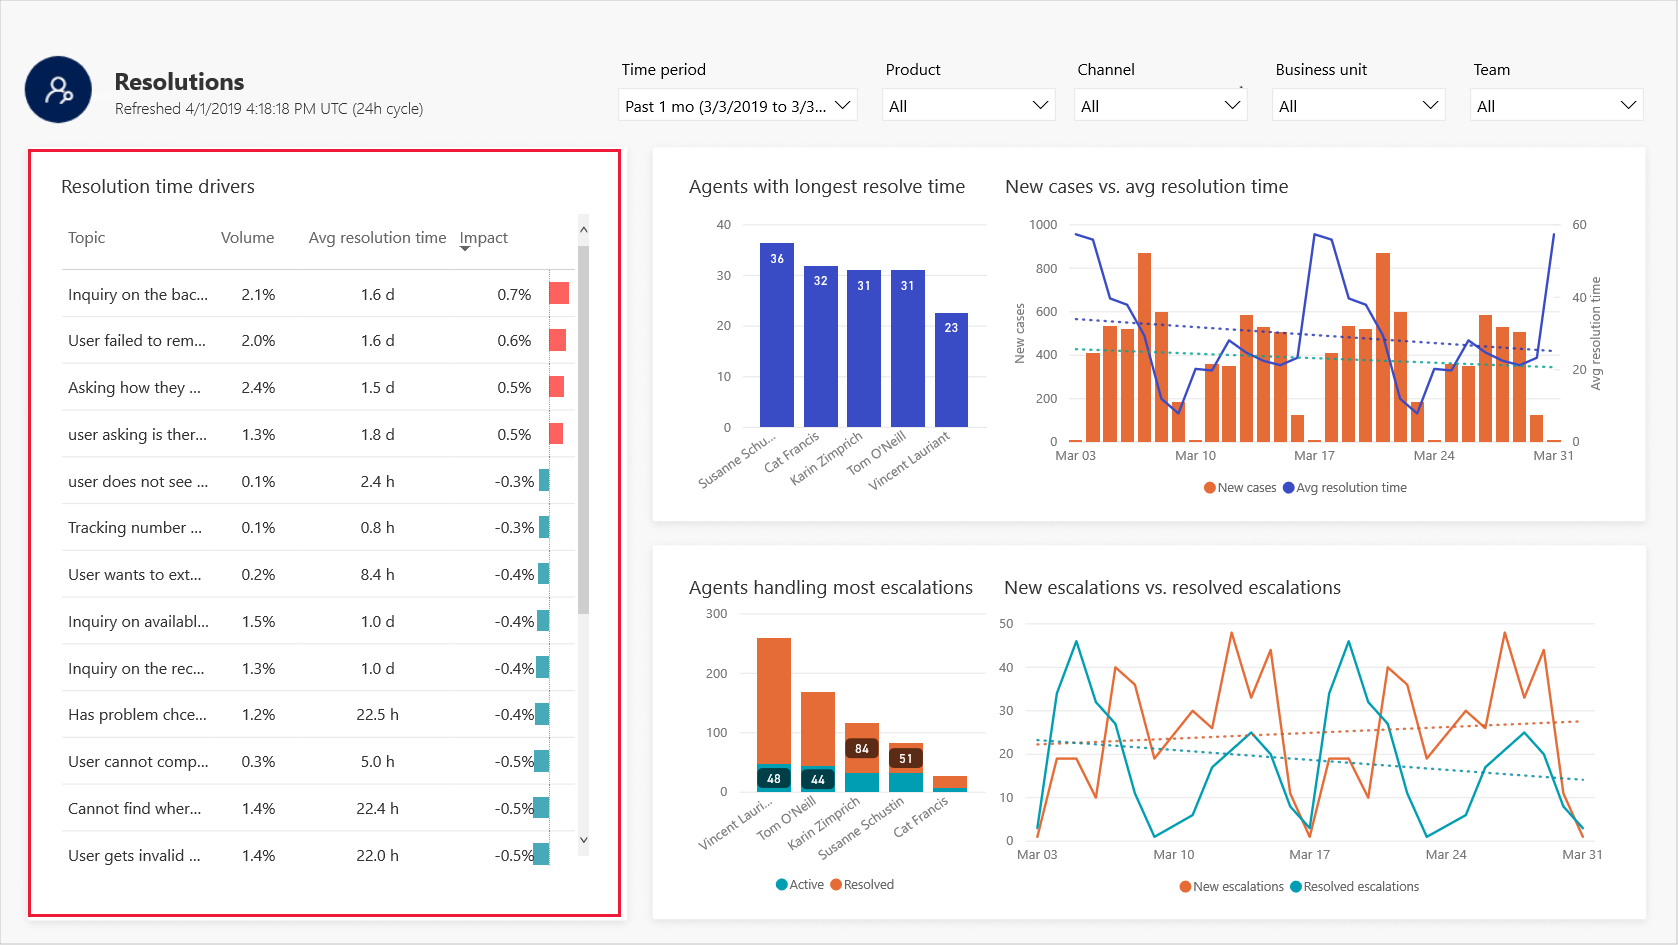 Resolutions
Refreshed 4/1/2019 4:18:18 PM UTC (24h cycle)
Time period
Product
Channel
Business unit
Team
Past 1 mo (3/3/2019 to 3/3...
All
All
All
All
Resolution time drivers
Topic Volume Avg resolution time Impact
Inquiry on the bac... 2.1% 1.6 d 0.7%
User failed to rem... 2.0% 1.6 d 0.6%
Asking how they ... 2.4% 1.5 d 0.5%
user asking is ther... 1.3% 1.8 d 0.5%
user does not see ... 0.1% 2.4 h -0.3%
Tracking number ... 0.1% 0.8 h -0.3%
User wants to ext... 0.2% 8.4 h -0.4%
Inquiry on availabl... 1.5% 1.0 d -0.4%
Inquiry on the rec... 1.3% 1.0 d -0.4%
Has problem chce... 1.2% 22.5 h -0.4%
User cannot comp... 0.3% 5.0 h -0.5%
Cannot find wher... 1.4% 22.4 h -0.5%
User gets invalid ... 1.4% 22.0 h -0.5%
Agents with longest resolve time
40
30
20
10
0
36 32 31 31 23
Susanne Schu...
Cat Francis
Karin Zimprich
Tom O'Neill
Vincent Lauriant
New cases vs. avg resolution time
New cases
1000
800
600
400
200
0
60
40
20
0
Avg resolution time
Mar 03 Mar 10 Mar 17 Mar 24 Mar 31
New cases Avg resolution time
Agents handling most escalations
300
200
100
0
48 44 84 51
Vincent Lauri...
Tom O'Neill
Karin Zimprich
Susanne Schustin
Cat Francis
Active Resolved
New escalations vs. resolved escalations
50
40
30
20
10
0
Mar 03 Mar 10 Mar 17 Mar 24 Mar 31
New escalations Resolved escalations